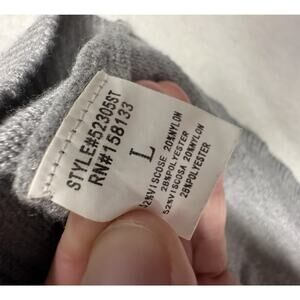 STYLE#52305ST
RN#158133
L
52%VISCOSE 20%NYLON
28%POLYESTER
52%VISCOSA 20%NYLON
28%POLYESTER